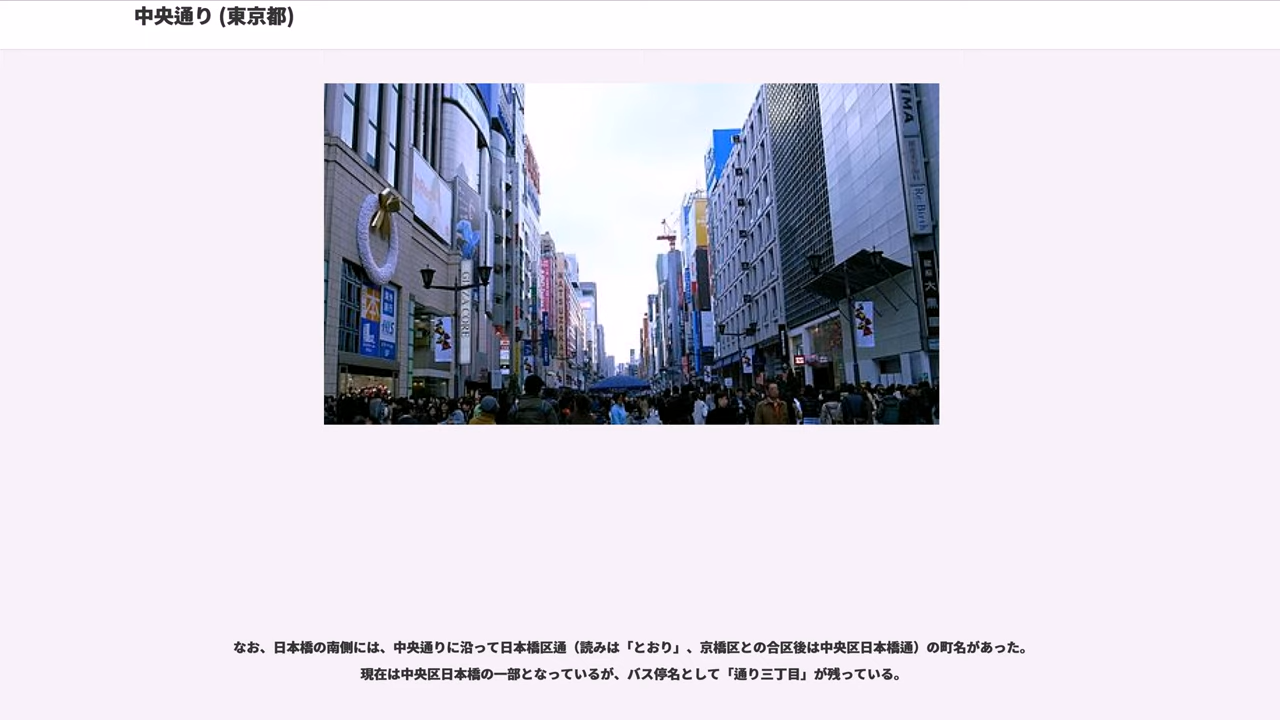 中央通り (東京都)
GINZA CORE
Re-Birth
なお、日本橋の南側には、中央通りに沿って日本橋区通（読みは「とおり」、京橋区との合区後は中央区日本橋通）の町名があった。
現在は中央区日本橋の一部となっているが、バス停名として「通り三丁目」が残っている。